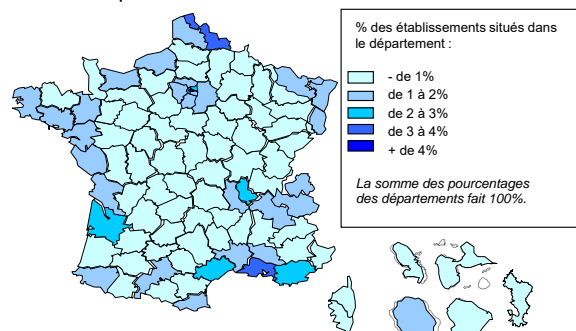 % des établissements situés dans
le département :
- de 1%
de 1 à 2%
de 2 à 3%
de 3 à 4%
+ de 4%
La somme des pourcentages
des départements fait 100%.